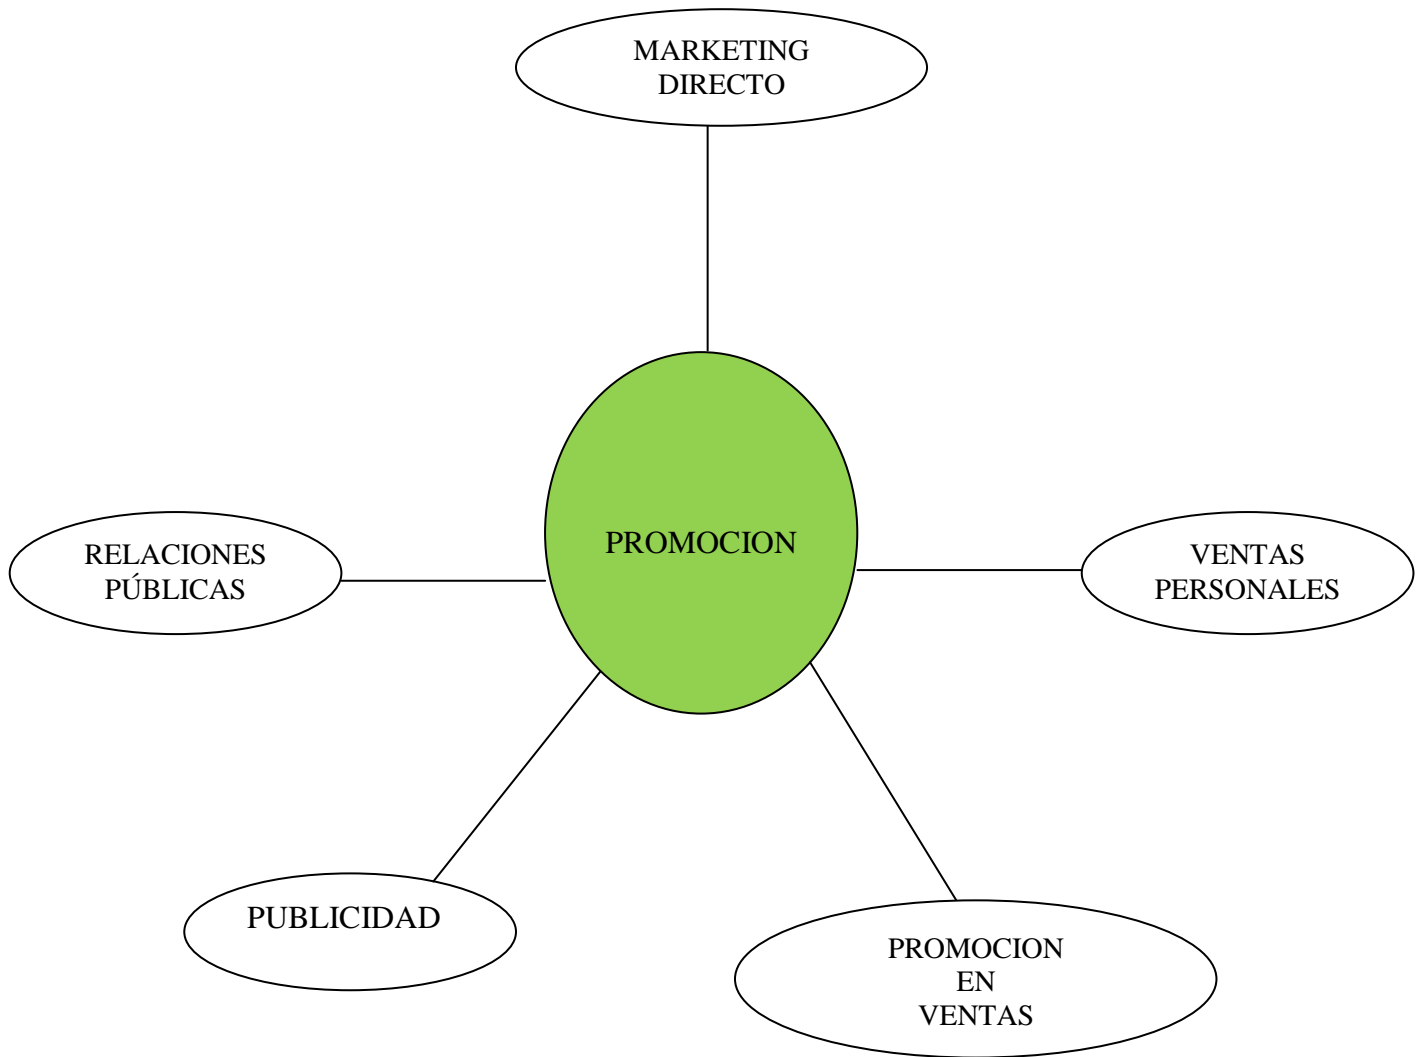 MARKETING
DIRECTO
PROMOCION
RELACIONES
PÚBLICAS
VENTAS
PERSONALES
PUBLICIDAD
PROMOCION
EN
VENTAS